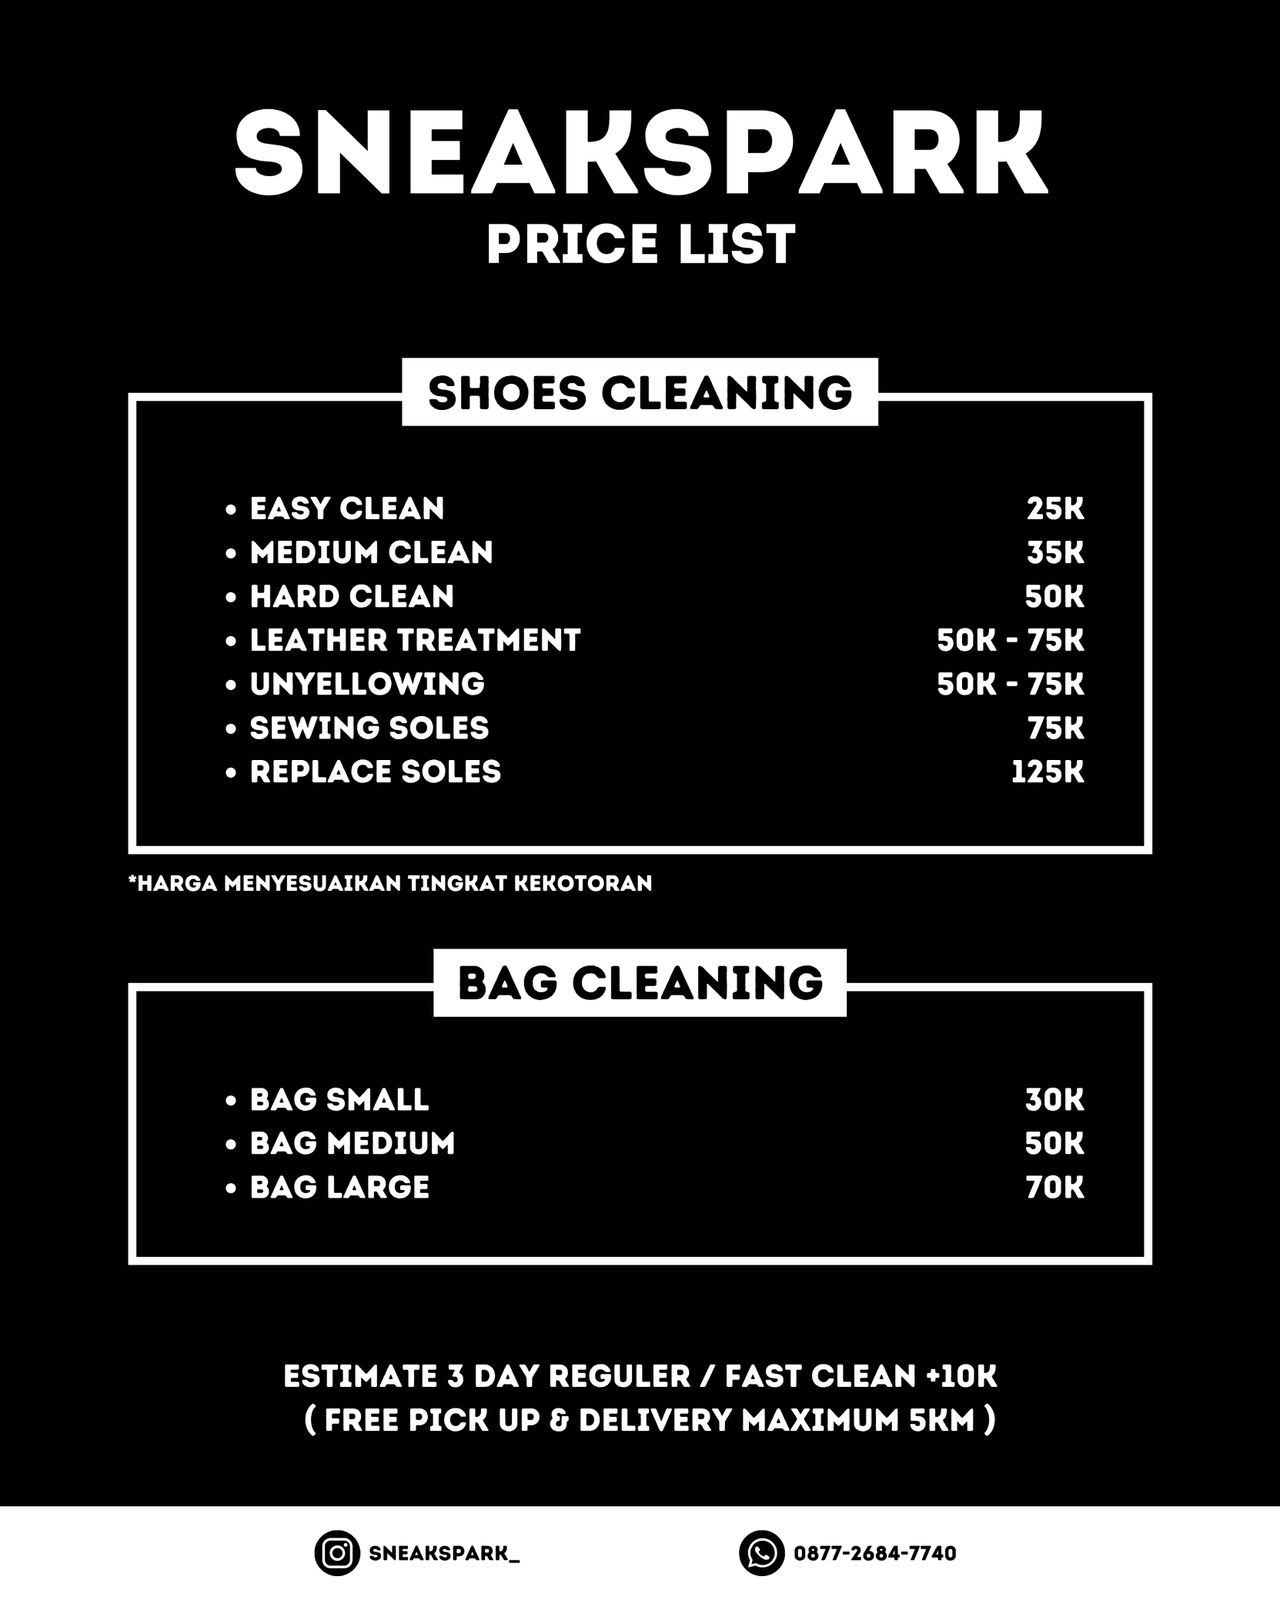 SNEAKSPARK
PRICE LIST
SHOES CLEANING
• EASY CLEAN 25K
• MEDIUM CLEAN 35K
• HARD CLEAN 50K
• LEATHER TREATMENT 50K - 75K
• UNYELLOWING 50K - 75K
• SEWING SOLES 75K
• REPLACE SOLES 125K
*HARGA MENYESUAIKAN TINGKAT KEKOTORAN
BAG CLEANING
• BAG SMALL 30K
• BAG MEDIUM 50K
• BAG LARGE 70K
ESTIMATE 3 DAY REGULER / FAST CLEAN +10K
( FREE PICK UP & DELIVERY MAXIMUM 5KM )
SNEAKSPARK_ 0877-2684-7740